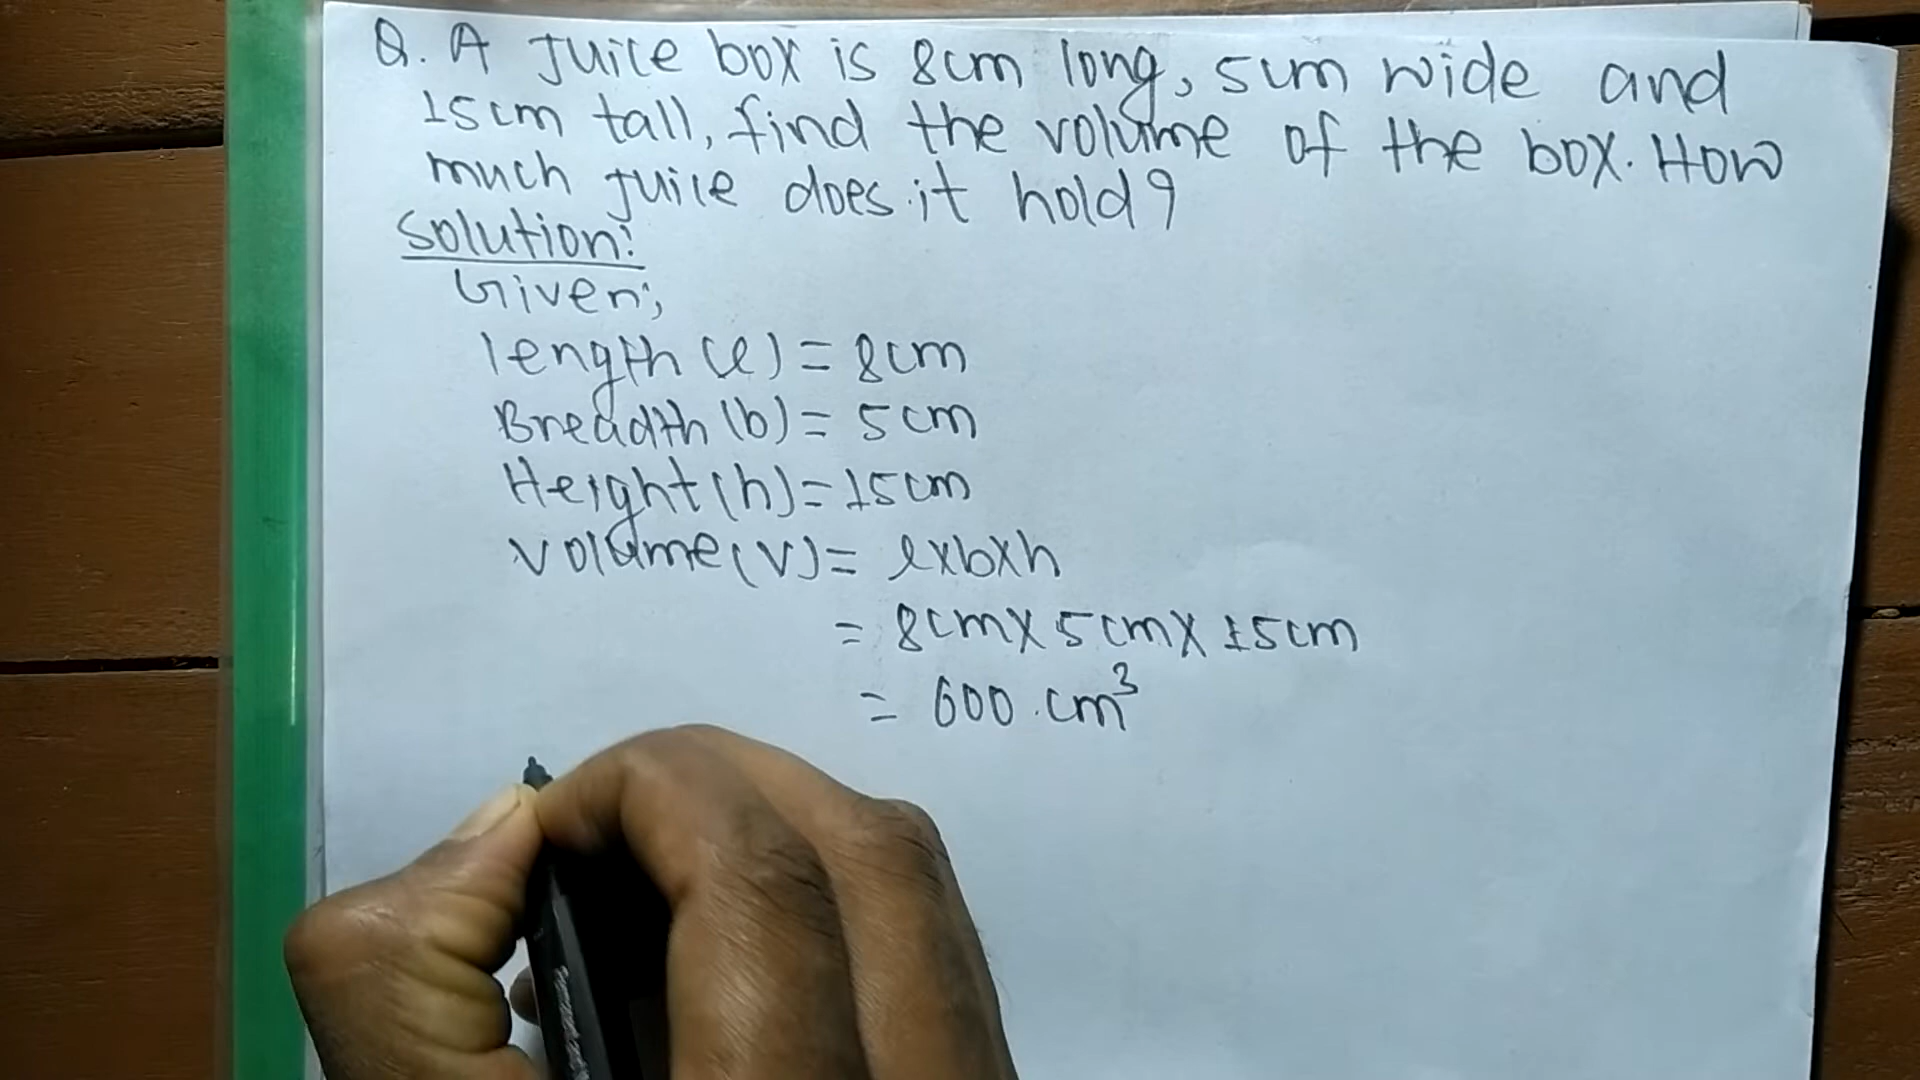 Q. A Juice box is 8cm long, 5cm wide and
15cm tall, find the volume of the box. How
much juice does it hold?
Solution:
Given;
length (l) = 8cm
Breadth (b) = 5cm
Height (h) = 15cm
Volume (V) = l×b×h
= 8cm × 5cm × 15cm
= 600 cm³